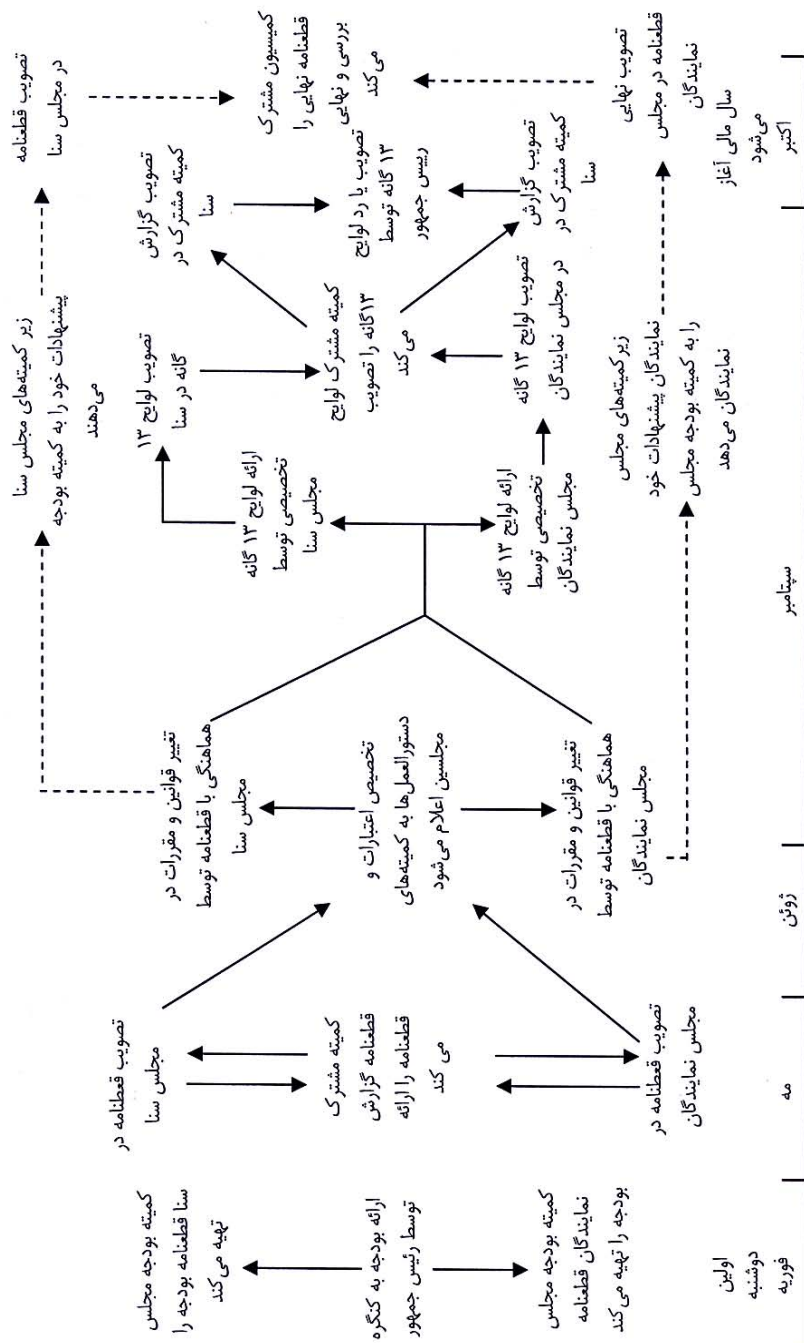 ارائه بودجه به کنگره
توسط رئیس جمهور
کمیته بودجه مجلس
سنا قطعنامه بودجه را
تهیه می‌کند
کمیته بودجه مجلس
نمایندگان قطعنامه
بودجه را تهیه می‌کند
تصویب قعطنامه در
مجلس سنا
کمیته مشترک
قطعنامه گزارش
قطعنامه را ارائه
می کند
تصویب قعطنامه در
مجلس نمایندگان
تغییر قوانین و مقررات در
هماهنگی با قطعنامه توسط
مجلس سنا
تخصیص اعتبارات و
دستورالعمل‌ها به کمیته‌های
مجلسین اعلام می‌شود
تغییر قوانین و مقررات در
هماهنگی با قطعنامه توسط
مجلس نمایندگان
ارائه لوایح ۱۳ گانه
تخصیصی توسط
مجلس سنا
ارائه لوایح ۱۳ گانه
تخصیصی توسط
مجلس نمایندگان
زیر کمیته‌های مجلس سنا
پیشنهادات خود را به کمیته بودجه
می‌دهند
تصویب لوایح ۱۳
گانه در سنا
کمیته مشترک لوایح
۱۳گانه را تصویب
می‌کند
تصویب لوایح ۱۳ گانه
در مجلس نمایندگان
زیرکمیته‌های مجلس
نمایندگان پیشنهادات خود
را به کمیته بودجه مجلس
نمایندگان می‌دهد
تصویب گزارش
کمیته مشترک در
سنا
تصویب یا رد لوایح
۱۳ گانه توسط
رییس جمهور
تصویب گزارش
کمیته مشترک در
سنا
تصویب قطعنامه
در مجلس سنا
کمیسیون مشترک
قطعنامه نهایی را
بررسی و نهایی
می‌کند
تصویب نهایی
قطعنامه در مجلس
نمایندگان
اولین
دوشنبه
فوریه
مه
ژوئن
سپتامبر
سال مالی آغاز
می‌شود
اکتبر